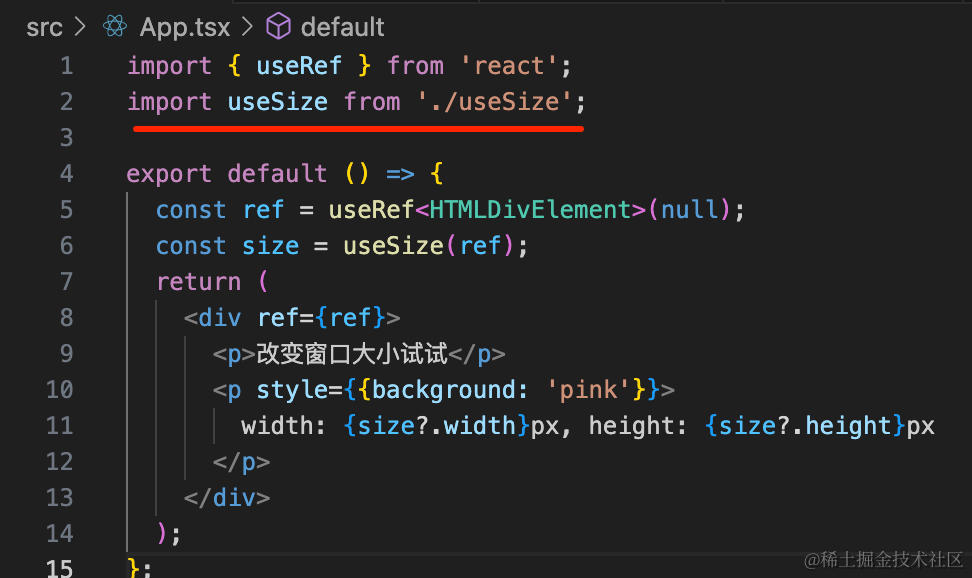 src > App.tsx > default
1 import { useRef } from 'react';
2 import useSize from './useSize';
3
4 export default () => {
5   const ref = useRef<HTMLDivElement>(null);
6   const size = useSize(ref);
7   return (
8     <div ref={ref}>
9       <p>改变窗口大小试试</p>
10       <p style={{background: 'pink'}}>
11         width: {size?.width}px, height: {size?.height}px
12       </p>
13     </div>
14   );
15 };
@稀土掘金技术社区